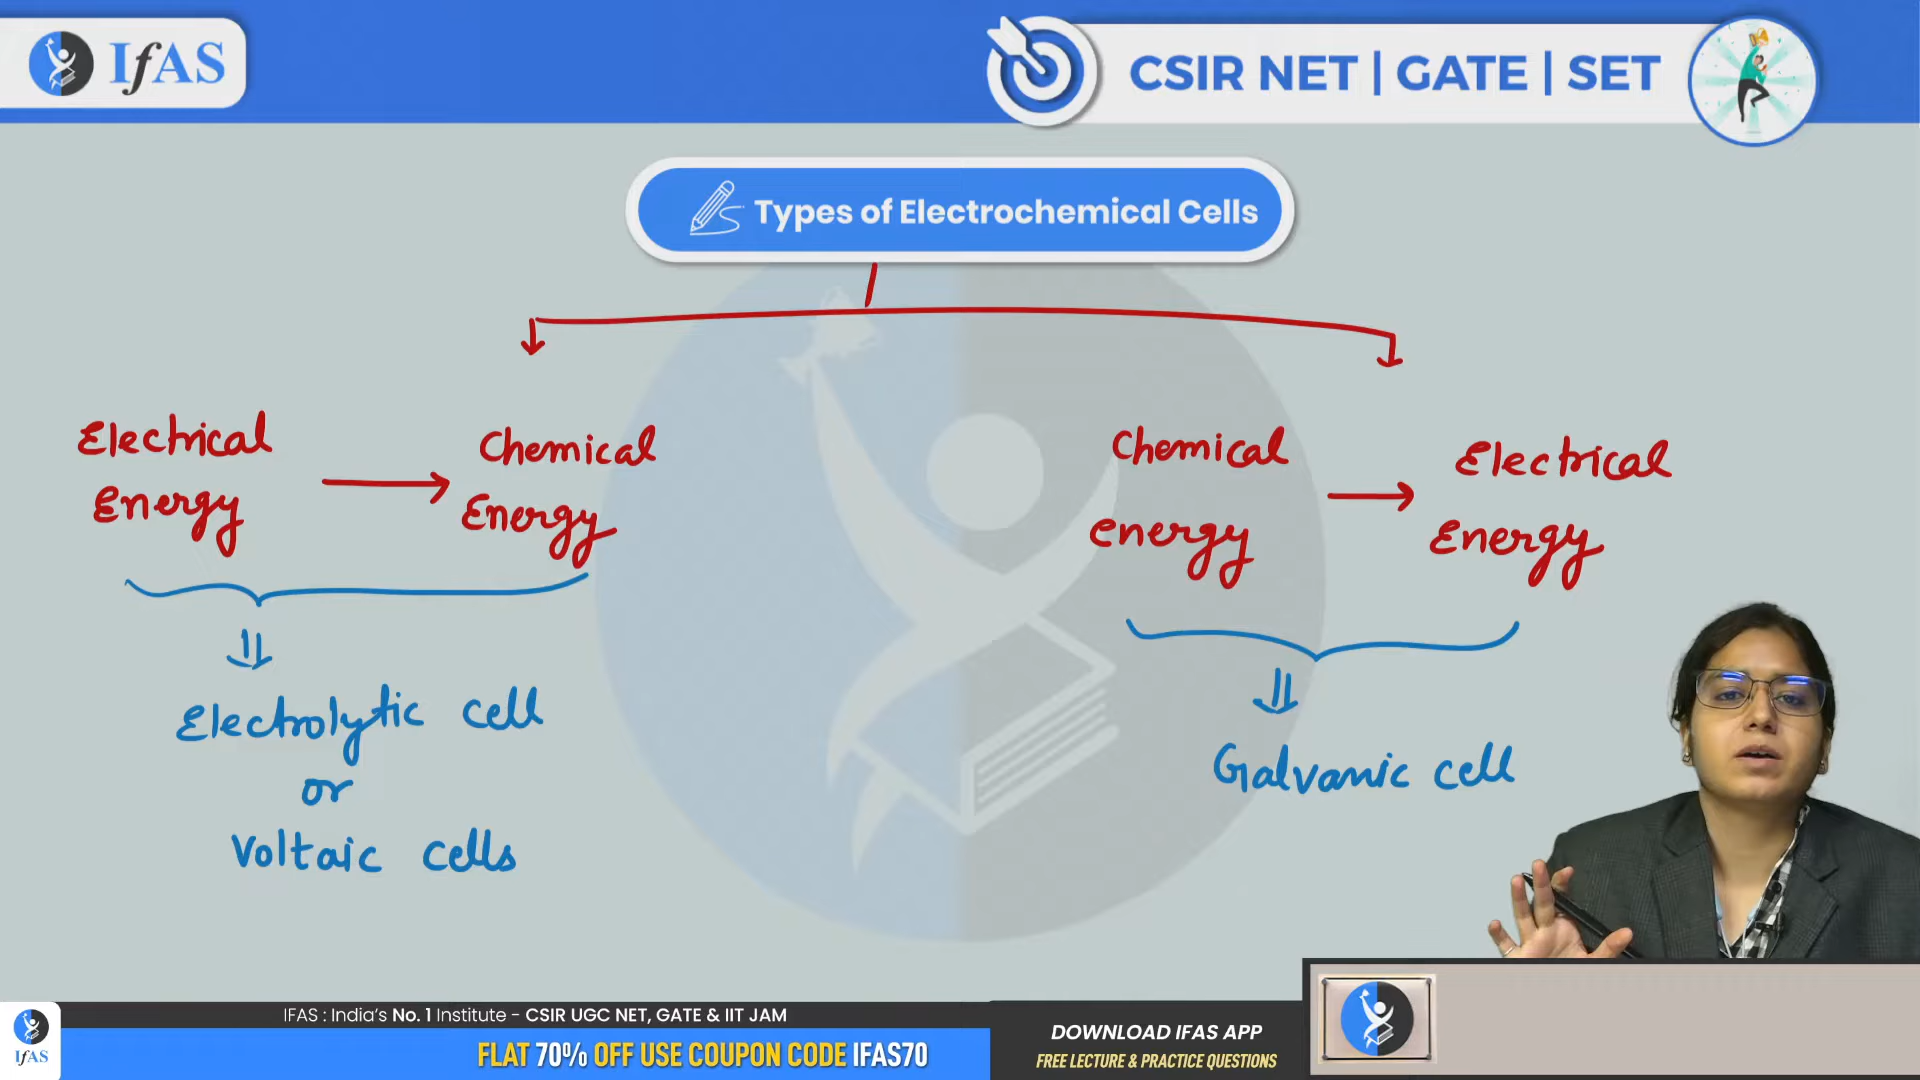 IfAS
CSIR NET | GATE | SET
Types of Electrochemical Cells
Electrical
Energy
Chemical
Energy
Chemical
energy
Electrical
Energy
Electrolytic cell
or
Voltaic cells
Galvanic cell
IfAS
IFAS : India's No. 1 Institute - CSIR UGC NET, GATE & IIT JAM
FLAT 70% OFF USE COUPON CODE IFAS70
DOWNLOAD IFAS APP
FREE LECTURE & PRACTICE QUESTIONS